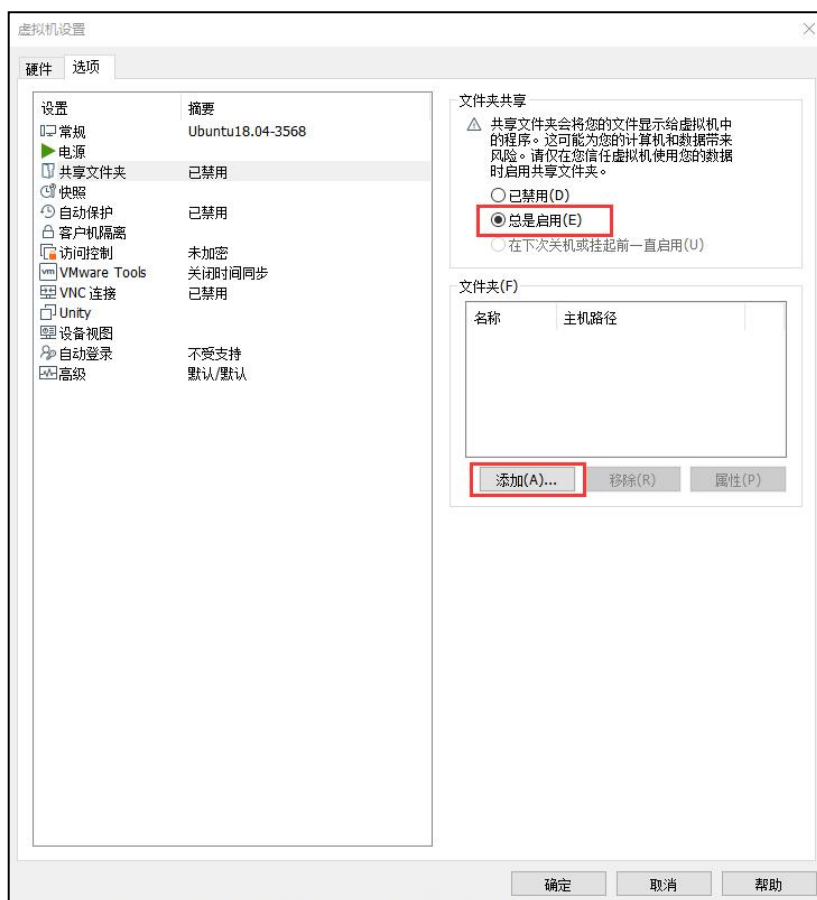 虚拟机设置
硬件 选项
设置 摘要
常规 Ubuntu18.04-3568
电源
共享文件夹 已禁用
快照
自动保护 已禁用
客户机隔离
访问控制 未加密
vm VMware Tools 关闭时间同步
VNC 连接 已禁用
Unity
设备视图
自动登录 不受支持
高级 默认/默认
文件夹共享
共享文件夹会将您的文件显示给虚拟机中
的程序。这可能为您的计算机和数据带来
风险。请仅在您信任虚拟机使用您的数据
时启用共享文件夹。
已禁用(D)
总是启用(E)
在下次关机或挂起前一直启用(U)
文件夹(F)
名称 主机路径
添加(A)... 移除(R) 属性(P)
确定 取消 帮助